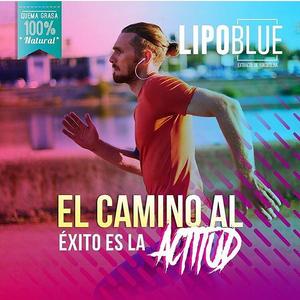 QUEMA GRASA
100%
Natural
LIPOBLUE
EL CAMINO AL
ÉXITO ES LA ACTITUD